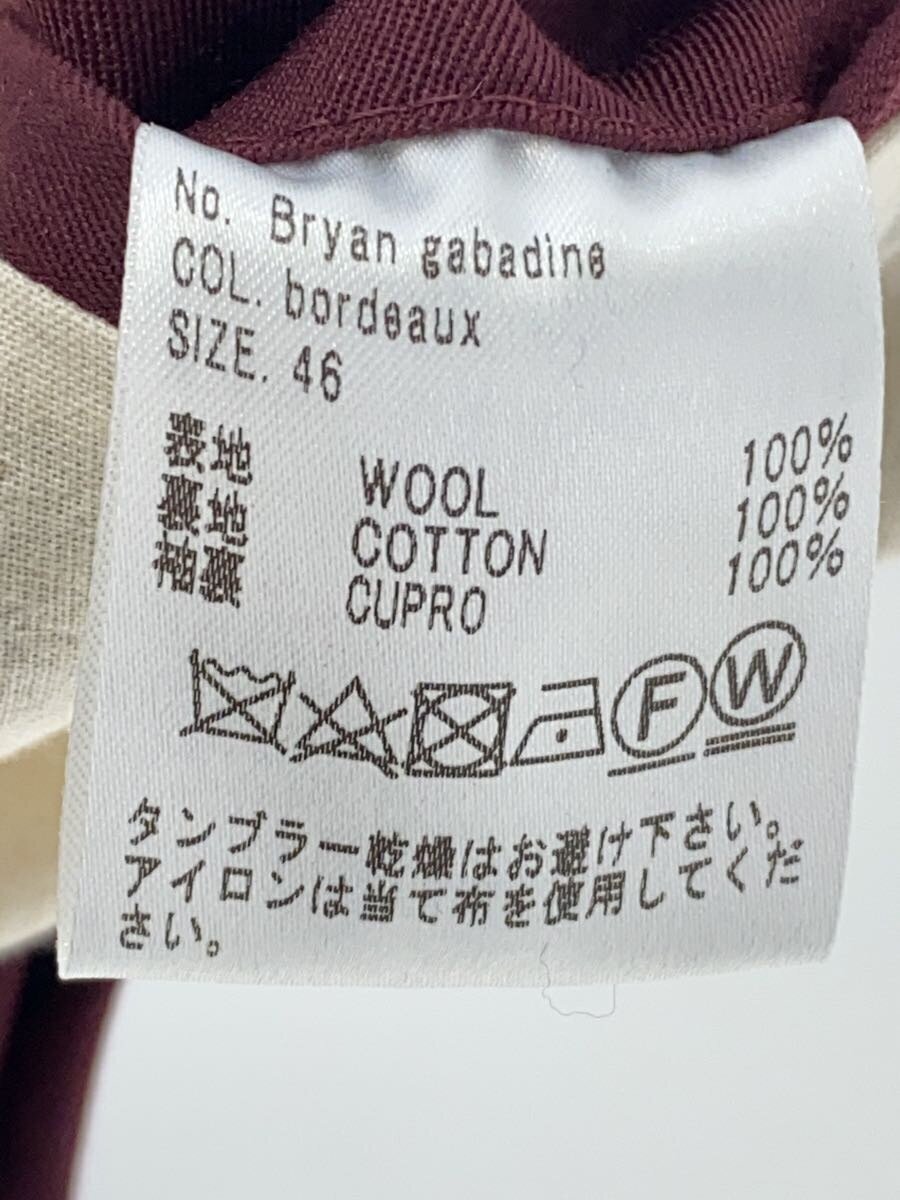 No. Bryan gabadine
COL. bordeaux
SIZE. 46
表地 WOOL 100%
裏地 COTTON 100%
袖裏 CUPRO 100%
F W
タンブラー乾燥はお避け下さい。
アイロンは当て布を使用してくだ
さい。